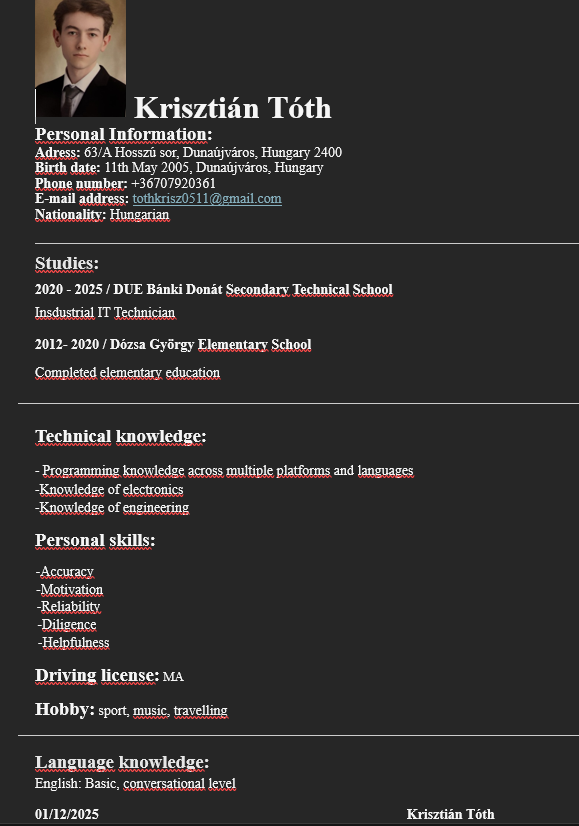 Krisztián Tóth
Personal Information:
Adress: 63/A Hosszú sor, Dunaújváros, Hungary 2400
Birth date: 11th May 2005, Dunaújváros, Hungary
Phone number: +36707920361
E-mail address: tothkrisz0511@gmail.com
Nationality: Hungarian
Studies:
2020 - 2025 / DUE Bánki Donát Secondary Technical School
Insdustrial IT Technician
2012- 2020 / Dózsa György Elementary School
Completed elementary education
Technical knowledge:
- Programming knowledge across multiple platforms and languages
-Knowledge of electronics
-Knowledge of engineering
Personal skills:
-Accuracy
-Motivation
-Reliability
-Diligence
-Helpfulness
Driving license: MA
Hobby: sport, music, travelling
Language knowledge:
English: Basic, conversational level
01/12/2025 Krisztián Tóth